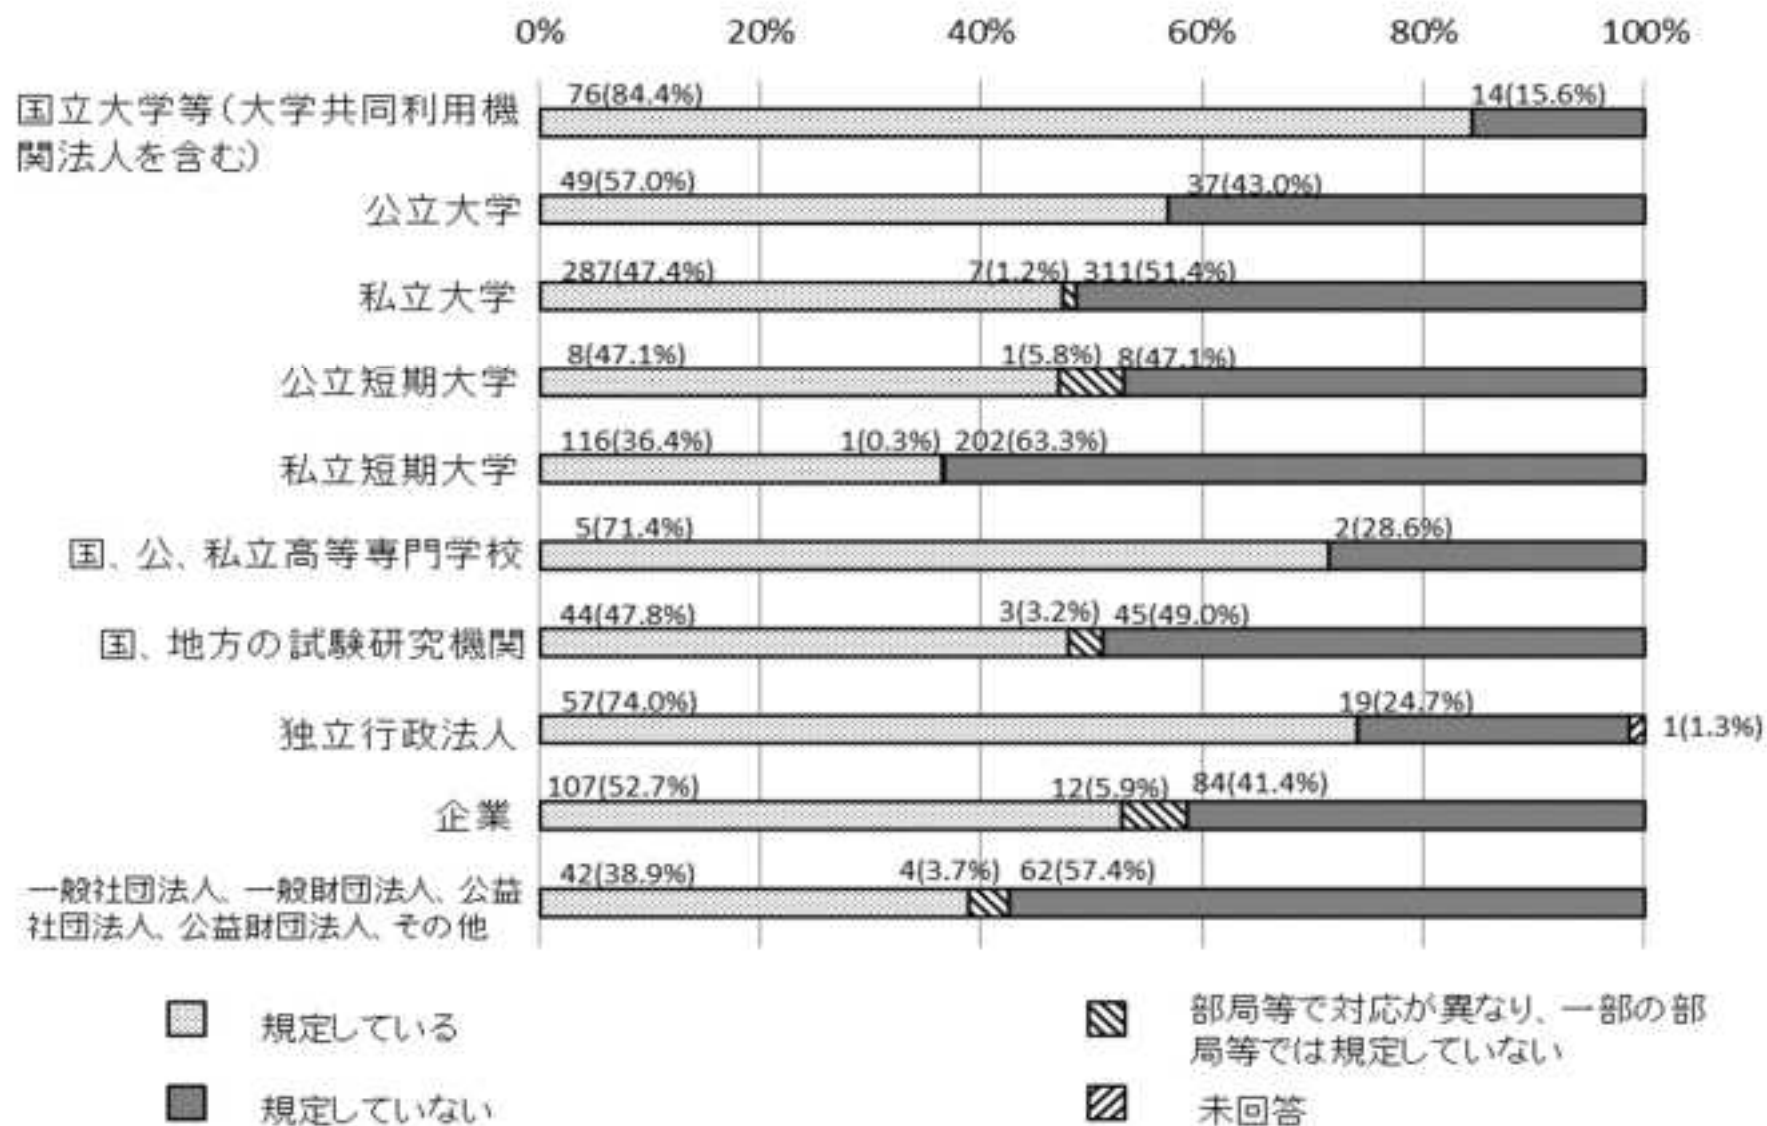 0% 20% 40% 60% 80% 100%
76(84.4%) 14(15.6%)
国立大学等(大学共同利用機
関法人を含む)
49(57.0%) 37(43.0%)
公立大学
287(47.4%) 7(1.2%) 311(51.4%)
私立大学
8(47.1%) 1(5.8%) 8(47.1%)
公立短期大学
116(36.4%) 1(0.3%) 202(63.3%)
私立短期大学
5(71.4%) 2(28.6%)
国、公、私立高等専門学校
44(47.8%) 3(3.2%) 45(49.0%)
国、地方の試験研究機関
57(74.0%) 19(24.7%) 1(1.3%)
独立行政法人
107(52.7%) 12(5.9%) 84(41.4%)
企業
42(38.9%) 4(3.7%) 62(57.4%)
一般社団法人、一般財団法人、公益
社団法人、公益財団法人、その他
規定している
規定していない
部局等で対応が異なり、一部の部
局等では規定していない
未回答